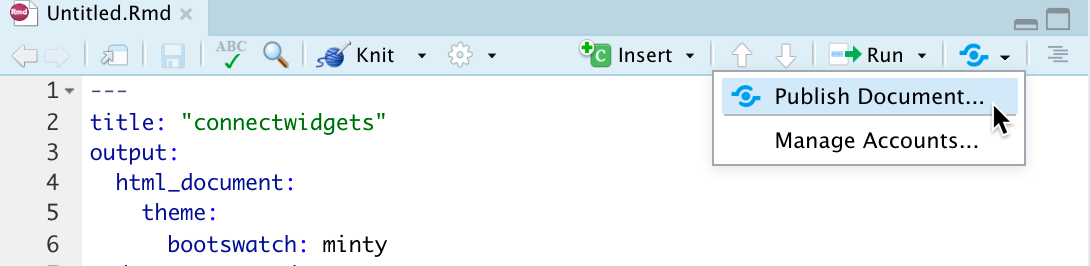 Rmd Untitled.Rmd ×
ABC Knit C Insert Run
Publish Document...
Manage Accounts...
1 ---
2 title: "connectwidgets"
3 output:
4 html_document:
5 theme:
6 bootswatch: minty